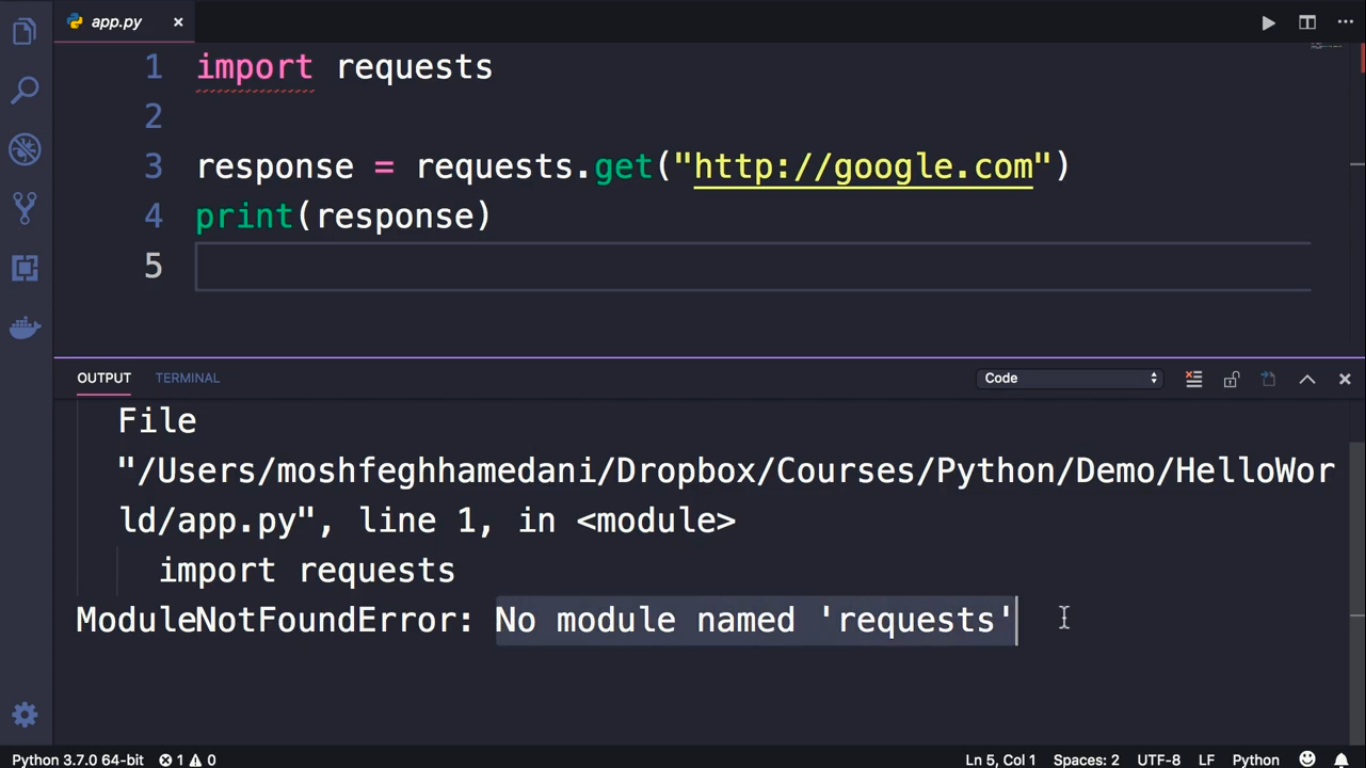 app.py
1 import requests
2
3 response = requests.get("http://google.com")
4 print(response)
5
OUTPUT TERMINAL Code
File
"/Users/moshfeghhamedani/Dropbox/Courses/Python/Demo/HelloWor
ld/app.py", line 1, in <module>
import requests
ModuleNotFoundError: No module named 'requests'
Python 3.7.0 64-bit 1 0 Ln 5, Col 1 Spaces: 2 UTF-8 LF Python